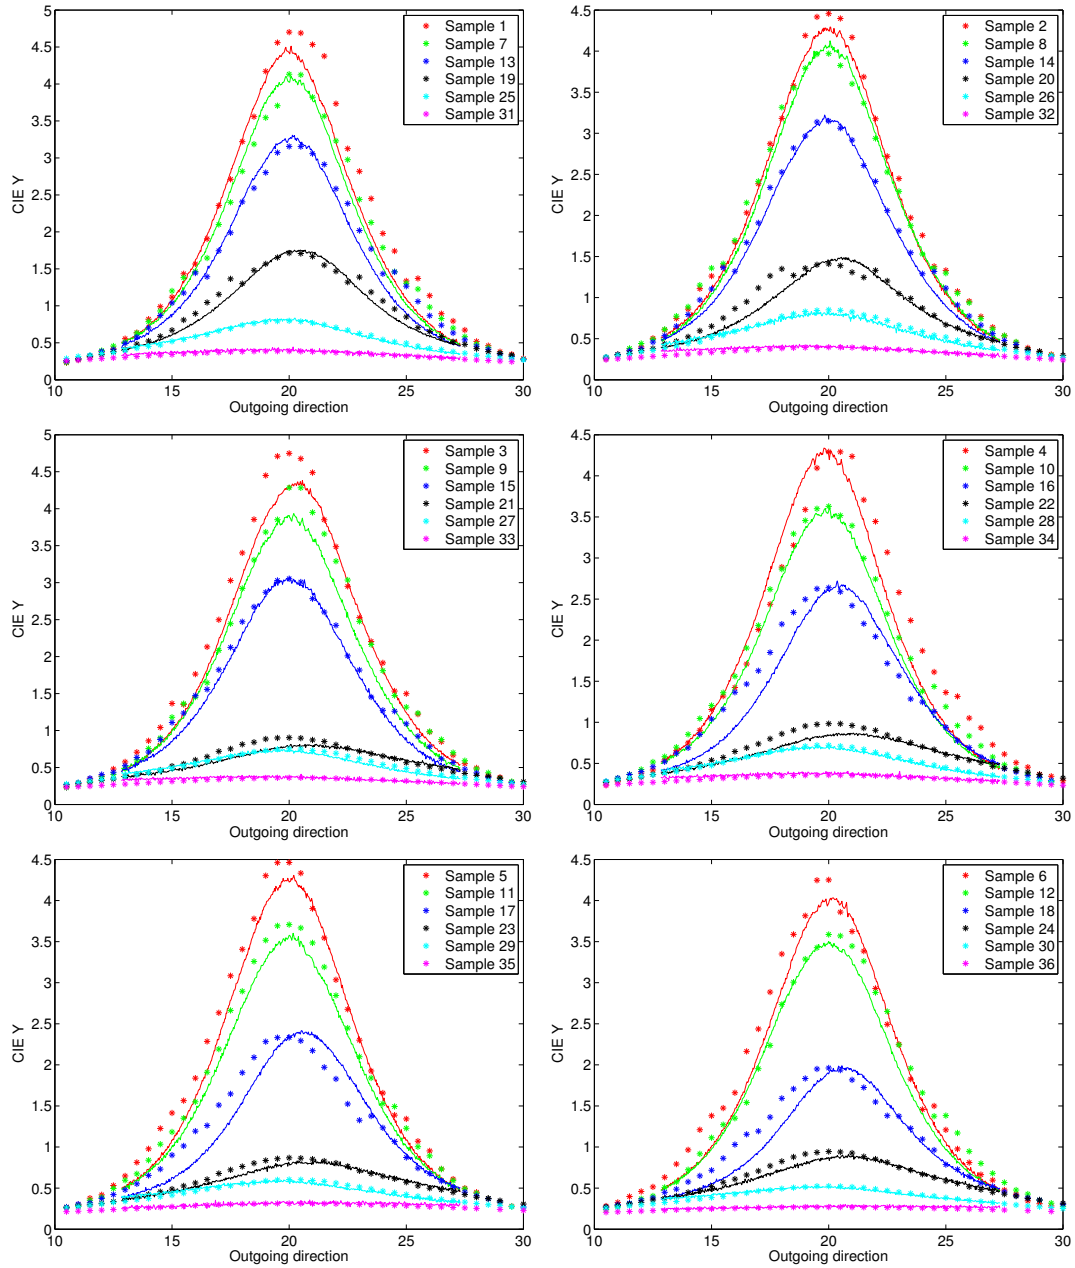 5
4.5
4
3.5
3
2.5
2
1.5
1
0.5
0
CIE Y
10
15
20
25
30
Outgoing direction
Sample 1
Sample 7
Sample 13
Sample 19
Sample 25
Sample 31
4.5
4
3.5
3
2.5
2
1.5
1
0.5
0
CIE Y
10
15
20
25
30
Outgoing direction
Sample 2
Sample 8
Sample 14
Sample 20
Sample 26
Sample 32
5
4.5
4
3.5
3
2.5
2
1.5
1
0.5
0
CIE Y
10
15
20
25
30
Outgoing direction
Sample 3
Sample 9
Sample 15
Sample 21
Sample 27
Sample 33
4.5
4
3.5
3
2.5
2
1.5
1
0.5
0
CIE Y
10
15
20
25
30
Outgoing direction
Sample 4
Sample 10
Sample 16
Sample 22
Sample 28
Sample 34
4.5
4
3.5
3
2.5
2
1.5
1
0.5
0
CIE Y
10
15
20
25
30
Outgoing direction
Sample 5
Sample 11
Sample 17
Sample 23
Sample 29
Sample 35
4.5
4
3.5
3
2.5
2
1.5
1
0.5
0
CIE Y
10
15
20
25
30
Outgoing direction
Sample 6
Sample 12
Sample 18
Sample 24
Sample 30
Sample 36